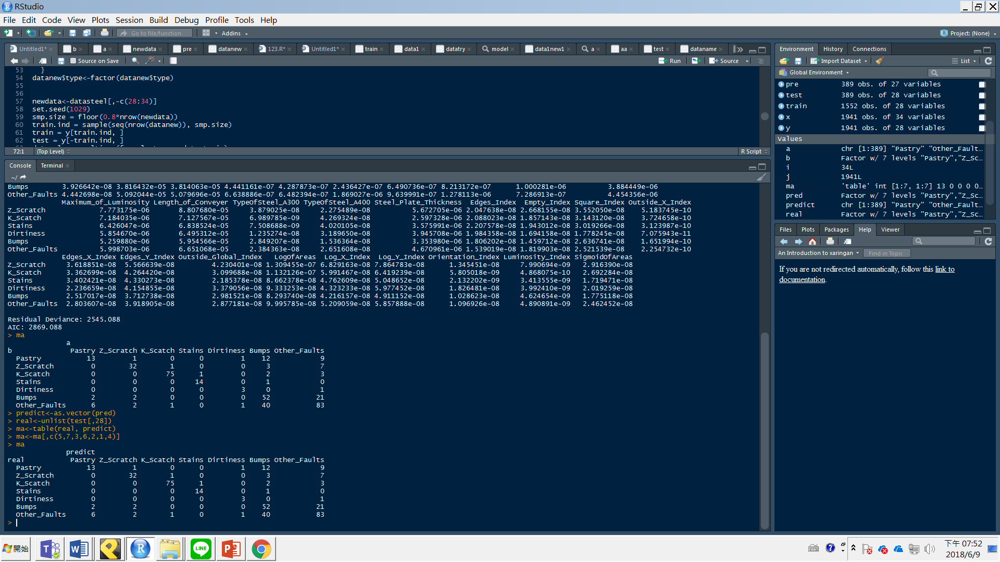 RStudio
File Edit Code View Plots Session Build Debug Profile Tools Help
Go to file/function Addins Project: (None)
Untitled1* b a newdata pre datanew 123.R* Untitled1* train data1 datatry model data1new1 a aa test dataname
Source on Save Run Source
53 }
54 datanew$type<-factor(datanew$type)
55
56
57 newdata<-datasteel[,-c(28:34)]
58 set.seed(1029)
59 smp.size = floor(0.8*nrow(newdata))
60 train.ind = sample(seq(nrow(datanew)), smp.size)
61 train = y[train.ind, ]
62 test = y[-train.ind, ]
72:1 (Top Level) R Script
Console Terminal
~/
Bumps 3.926642e-08 3.816432e-05 3.814063e-05 4.441161e-07 4.287873e-07 2.436427e-07 6.490736e-07 8.213172e-07 1.000281e-06 3.884449e-06
Other_Faults 4.442698e-08 5.092044e-05 5.079696e-05 6.638786e-07 6.482394e-07 1.869027e-06 9.639991e-07 1.278113e-06 7.286913e-07 4.454356e-06
Maximum_of_Luminosity Length_of_Conveyer TypeOfSteel_A300 TypeOfSteel_A400 Steel_Plate_Thickness Edges_Index Empty_Index Square_Index Outside_X_Index
Z_Scratch 7.773175e-06 8.807680e-05 3.879025e-08 2.275489e-08 5.672705e-06 2.047638e-08 2.668155e-08 3.552050e-08 5.183745e-10
K_Scatch 7.184035e-06 7.127567e-05 6.989785e-09 4.269324e-08 2.597328e-06 2.088023e-08 1.857143e-08 3.143120e-08 3.724658e-10
Stains 6.426047e-06 6.838524e-05 7.508688e-09 4.020105e-08 3.575991e-06 2.207578e-08 1.943012e-08 3.019266e-08 3.123987e-10
Dirtiness 5.854670e-06 6.495312e-05 1.235274e-08 3.189650e-08 3.945708e-06 1.984358e-08 1.694158e-08 1.778245e-08 7.075943e-11
Bumps 5.259880e-06 5.954566e-05 2.849207e-08 1.536364e-08 3.353980e-06 1.806202e-08 1.459712e-08 2.636741e-08 1.651994e-10
Other_Faults 5.998703e-06 6.651068e-05 2.384363e-08 2.651608e-08 4.670961e-06 1.539019e-08 1.819903e-08 2.521539e-08 2.254732e-10
Edges_X_Index Edges_Y_Index Outside_Global_Index LogOfAreas Log_X_Index Log_Y_Index Orientation_Index Luminosity_Index SigmoidOfAreas
Z_Scratch 3.618851e-08 5.566639e-08 4.230401e-08 1.309455e-07 6.829163e-08 7.864783e-08 1.345451e-08 7.990694e-09 2.916390e-08
K_Scatch 3.362699e-08 4.264420e-08 3.099688e-08 1.132126e-07 5.991467e-08 6.419239e-08 5.805018e-09 4.868075e-10 2.692284e-08
Stains 3.402421e-08 4.330273e-08 2.185378e-08 8.662378e-08 4.762609e-08 5.048652e-08 2.132202e-09 3.413555e-09 1.719471e-08
Dirtiness 2.236659e-08 4.154855e-08 3.379056e-08 9.333253e-08 4.323233e-08 5.977452e-08 1.826481e-08 3.992410e-09 2.019259e-08
Bumps 2.517017e-08 3.712738e-08 2.981521e-08 8.293740e-08 4.216157e-08 4.911152e-08 1.028623e-08 4.624654e-09 1.775118e-08
Other_Faults 2.803607e-08 3.918905e-08 2.877181e-08 9.995785e-08 5.209059e-08 5.857888e-08 1.096926e-08 4.890891e-09 2.462452e-08
Residual Deviance: 2545.088
AIC: 2869.088
> ma
a
b Pastry Z_Scratch K_Scatch Stains Dirtiness Bumps Other_Faults
Pastry 13 1 0 0 1 12 9
Z_Scratch 0 32 1 0 0 3 7
K_Scatch 0 0 75 1 0 2 3
Stains 0 0 0 14 0 1 0
Dirtiness 0 0 0 0 3 0 1
Bumps 2 2 0 0 0 52 21
Other_Faults 6 2 1 0 1 40 83
> predict<-as.vector(pred)
> real<-unlist(test[,28])
> ma<-table(real, predict)
> ma<-ma[,c(5,7,3,6,2,1,4)]
> ma
predict
real Pastry Z_Scratch K_Scatch Stains Dirtiness Bumps Other_Faults
Pastry 13 1 0 0 1 12 9
Z_Scratch 0 32 1 0 0 3 7
K_Scatch 0 0 75 1 0 2 3
Stains 0 0 0 14 0 1 0
Dirtiness 0 0 0 0 3 0 1
Bumps 2 2 0 0 0 52 21
Other_Faults 6 2 1 0 1 40 83
>
Environment History Connections
Import Dataset List
Global Environment
pre 389 obs. of 27 variables
test 389 obs. of 28 variables
train 1552 obs. of 28 variables
x 1941 obs. of 34 variables
y 1941 obs. of 28 variables
Values
a chr [1:389] "Pastry" "Other_Fault…
b Factor w/ 7 levels "Pastry","Z_Sc…
i 34L
j 1941L
ma 'table' int [1:7, 1:7] 13 0 0 0 0…
pred Factor w/ 7 levels "Pastry","Z_Sc…
predict chr [1:389] "Pastry" "Other_Fault…
real Factor w/ 7 levels "Pastry","Z_Sc…
Files Plots Packages Help Viewer
An Introduction to xaringan Find in Topic
If you are not redirected automatically, follow this link to
documentation.
開始
下午 07:52
2018/6/9